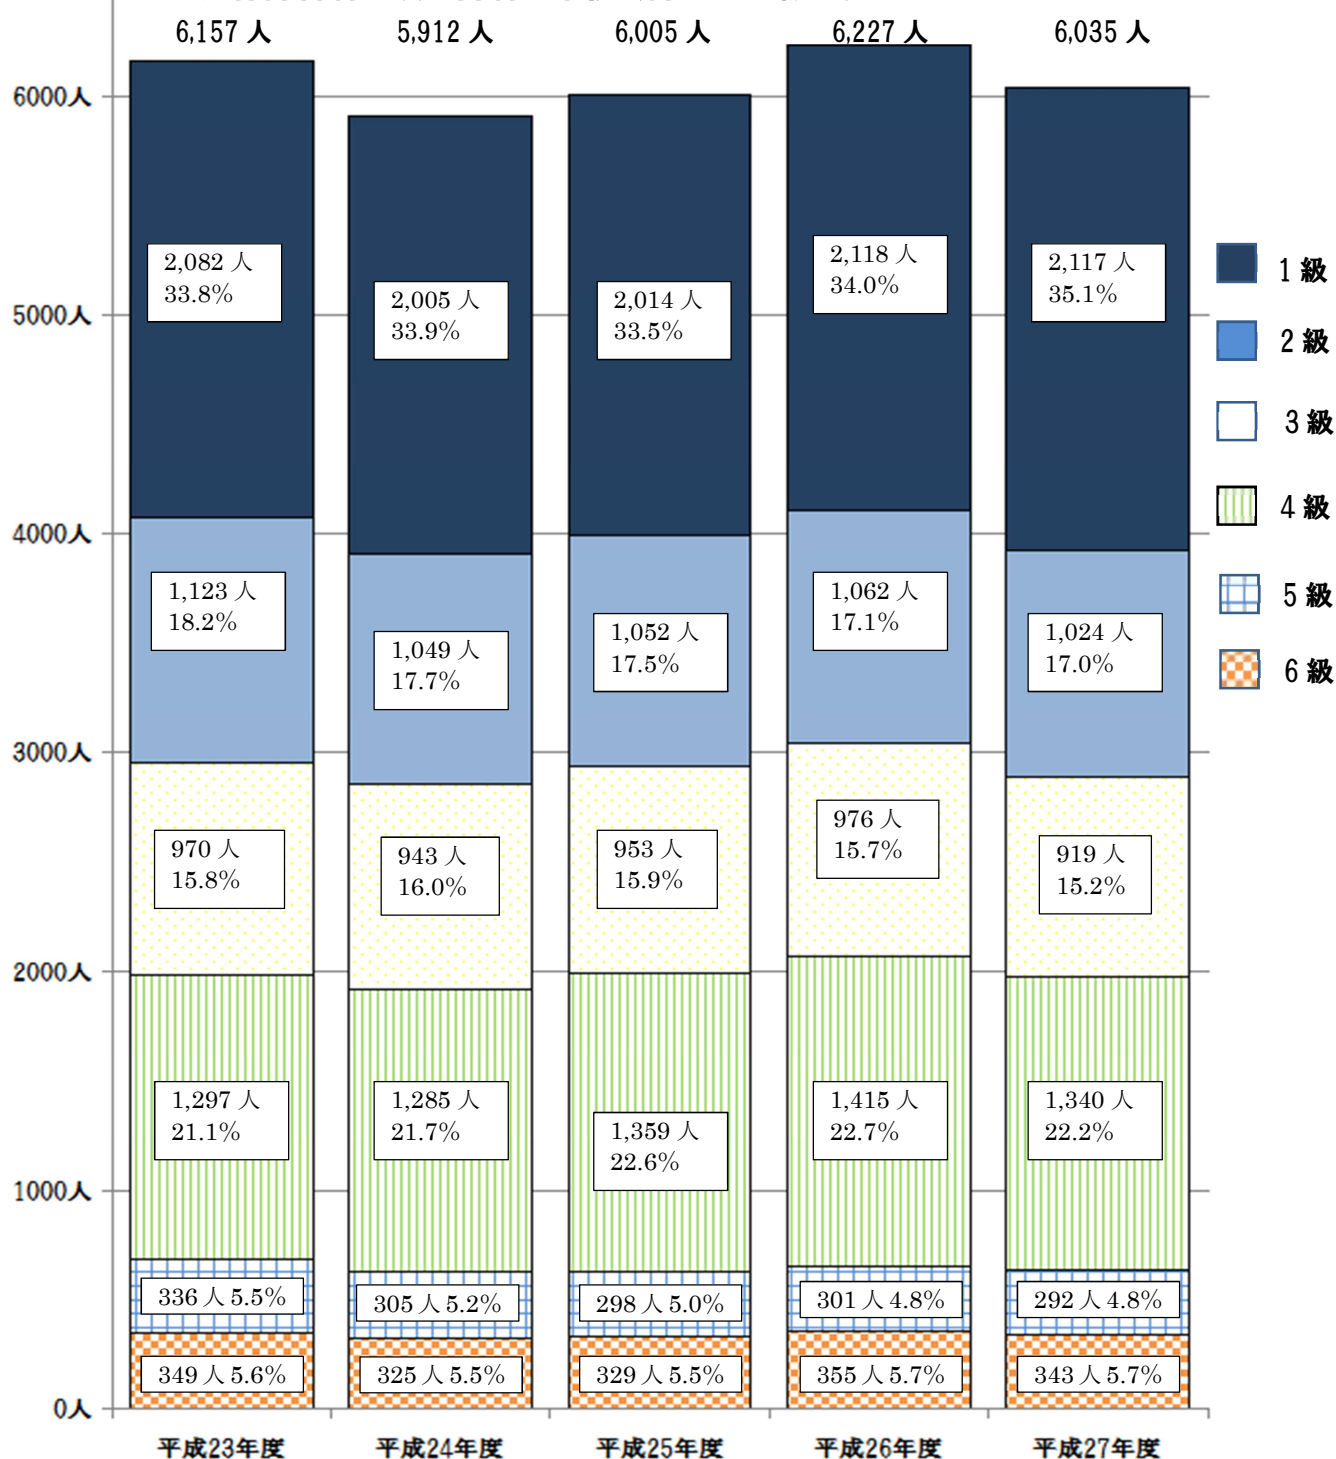 6,157 人 5,912 人 6,005 人 6,227 人 6,035 人
6000人
5000人
4000人
3000人
2000人
1000人
0人
2,082 人
33.8%
2,005 人
33.9%
2,014 人
33.5%
2,118 人
34.0%
2,117 人
35.1%
1,123 人
18.2%
1,049 人
17.7%
1,052 人
17.5%
1,062 人
17.1%
1,024 人
17.0%
970 人
15.8%
943 人
16.0%
953 人
15.9%
976 人
15.7%
919 人
15.2%
1,297 人
21.1%
1,285 人
21.7%
1,359 人
22.6%
1,415 人
22.7%
1,340 人
22.2%
336 人 5.5%
305 人 5.2%
298 人 5.0%
301 人 4.8%
292 人 4.8%
349 人 5.6%
325 人 5.5%
329 人 5.5%
355 人 5.7%
343 人 5.7%
平成23年度 平成24年度 平成25年度 平成26年度 平成27年度
1 級
2 級
3 級
4 級
5 級
6 級